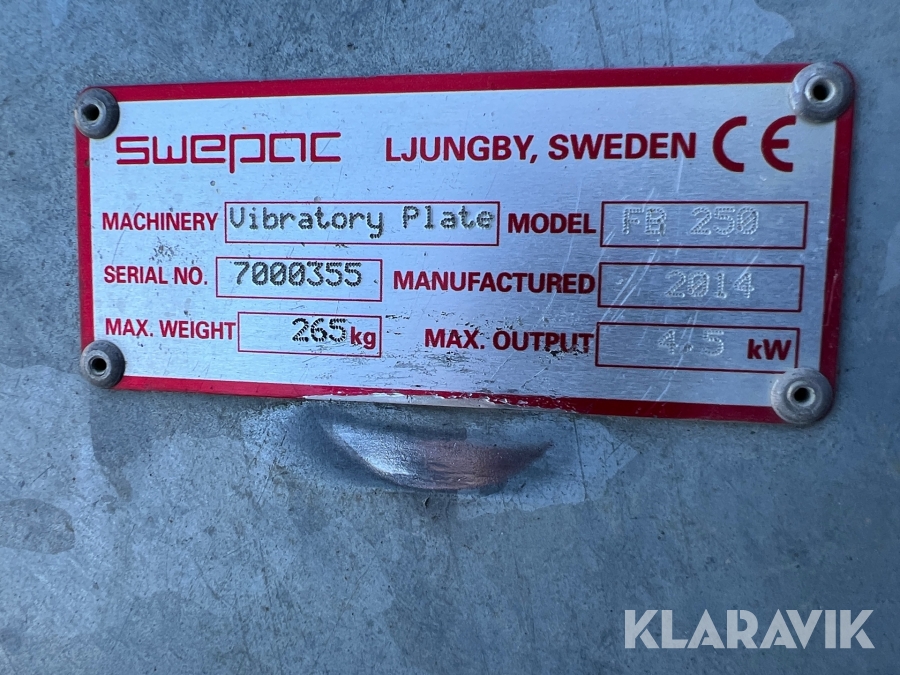 swepac LJUNGBY, SWEDEN CE
MACHINERY Vibratory Plate MODEL FB 250
SERIAL NO. 7000355 MANUFACTURED 2014
MAX. WEIGHT 265 kg MAX. OUTPUT 4.5 kW
KLARAVIK